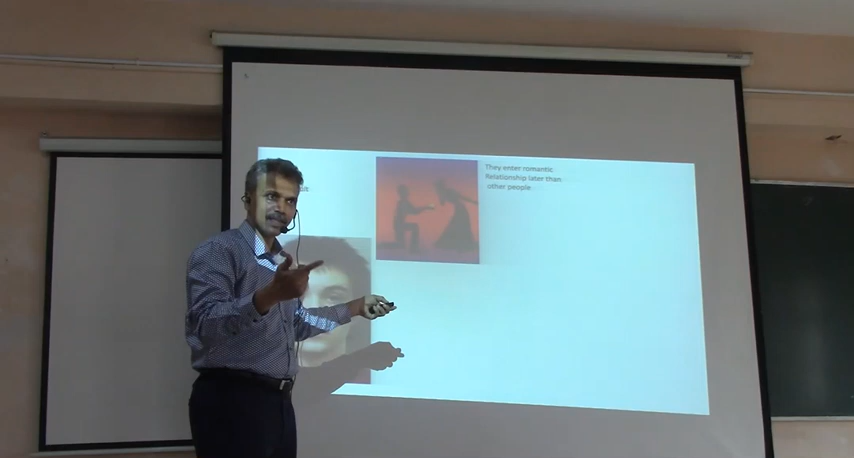 They enter romantic
Relationship later than
other people